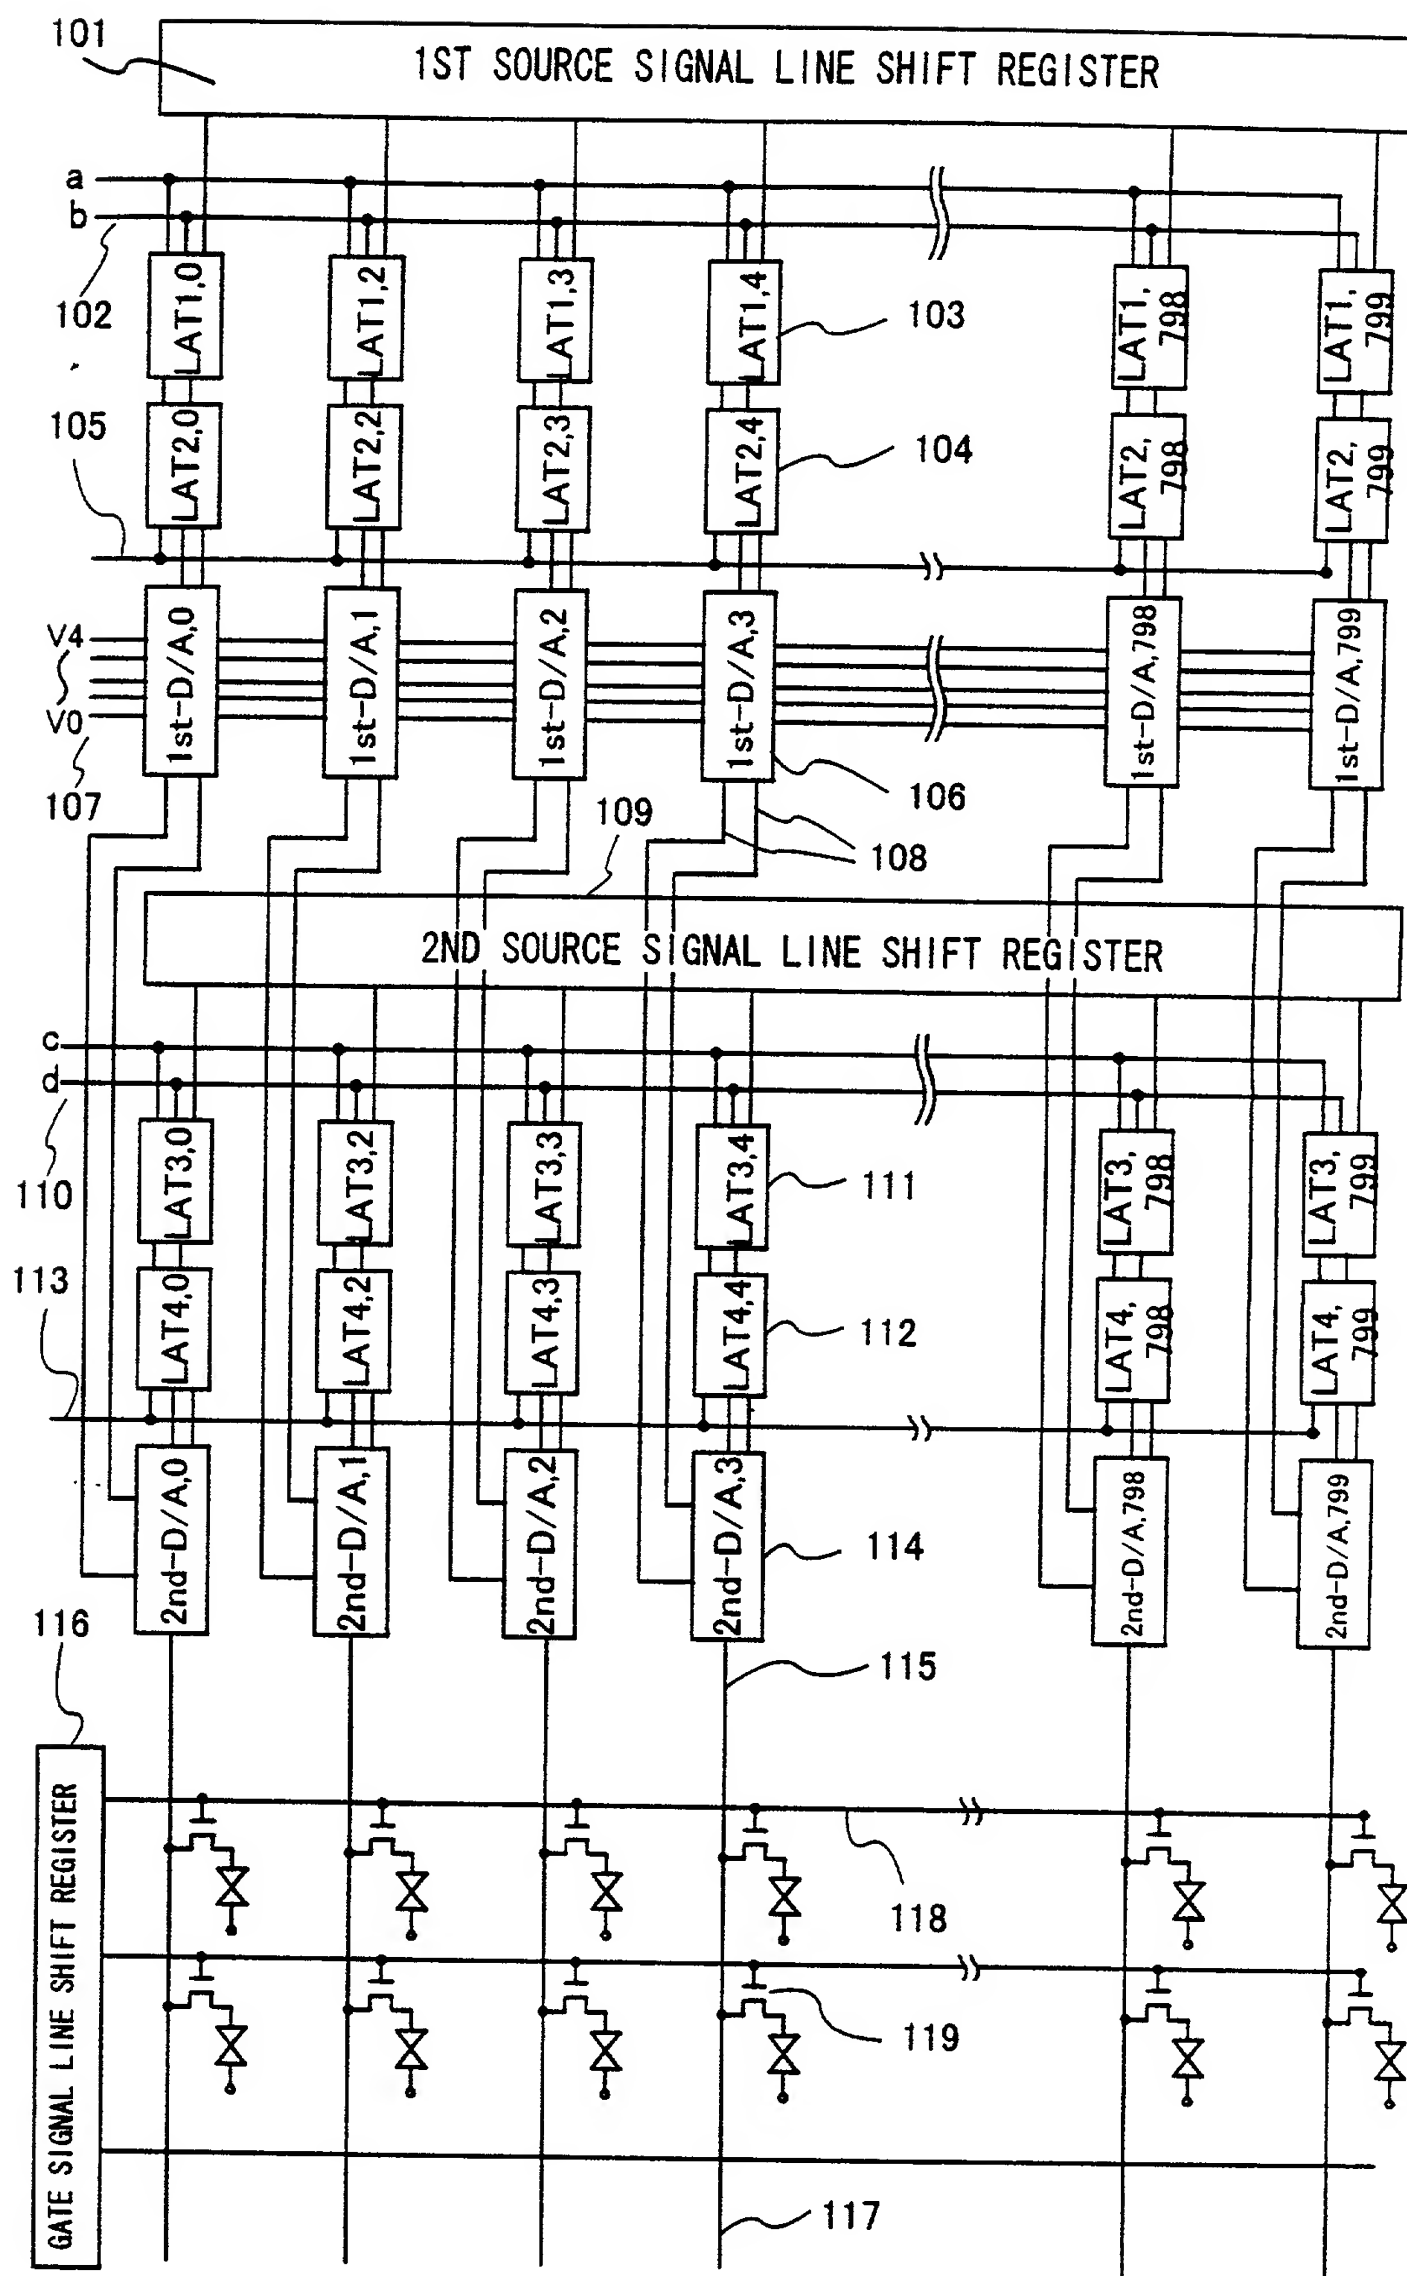 101
1ST SOURCE SIGNAL LINE SHIFT REGISTER
a
b
102
LAT1,0
LAT1,2
LAT1,3
LAT1,4
103
LAT1,
798
LAT1,
799
105
LAT2,0
LAT2,2
LAT2,3
LAT2,4
104
LAT2,
798
LAT2,
799
V4
V0
107
1st-D/A,0
1st-D/A,1
1st-D/A,2
1st-D/A,3
106
1st-D/A,798
1st-D/A,799
109
108
2ND SOURCE SIGNAL LINE SHIFT REGISTER
c
d
110
LAT3,0
LAT3,2
LAT3,3
LAT3,4
111
LAT3,
798
LAT3,
799
113
LAT4,0
LAT4,2
LAT4,3
LAT4,4
112
LAT4,
798
LAT4,
799
2nd-D/A,0
2nd-D/A,1
2nd-D/A,2
2nd-D/A,3
114
2nd-D/A,798
2nd-D/A,799
116
115
GATE SIGNAL LINE SHIFT REGISTER
118
119
117